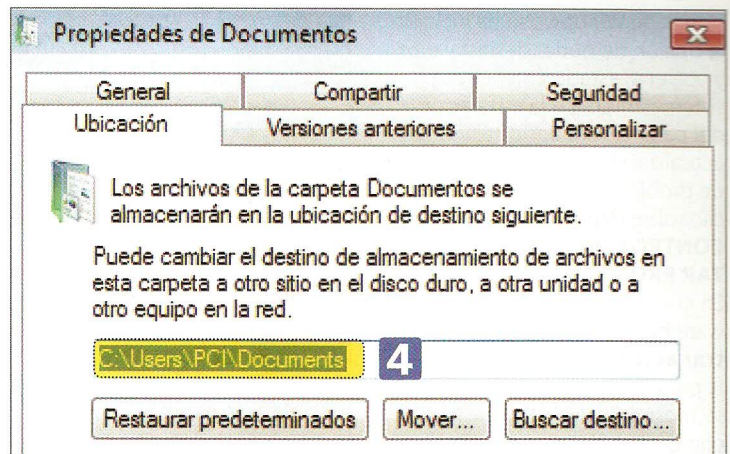 Propiedades de Documentos
General Compartir Seguridad
Ubicación Versiones anteriores Personalizar
Los archivos de la carpeta Documentos se
almacenarán en la ubicación de destino siguiente.
Puede cambiar el destino de almacenamiento de archivos en
esta carpeta a otro sitio en el disco duro, a otra unidad o a
otro equipo en la red.
C:\Users\PCI\Documents 4
Restaurar predeterminados Mover... Buscar destino...